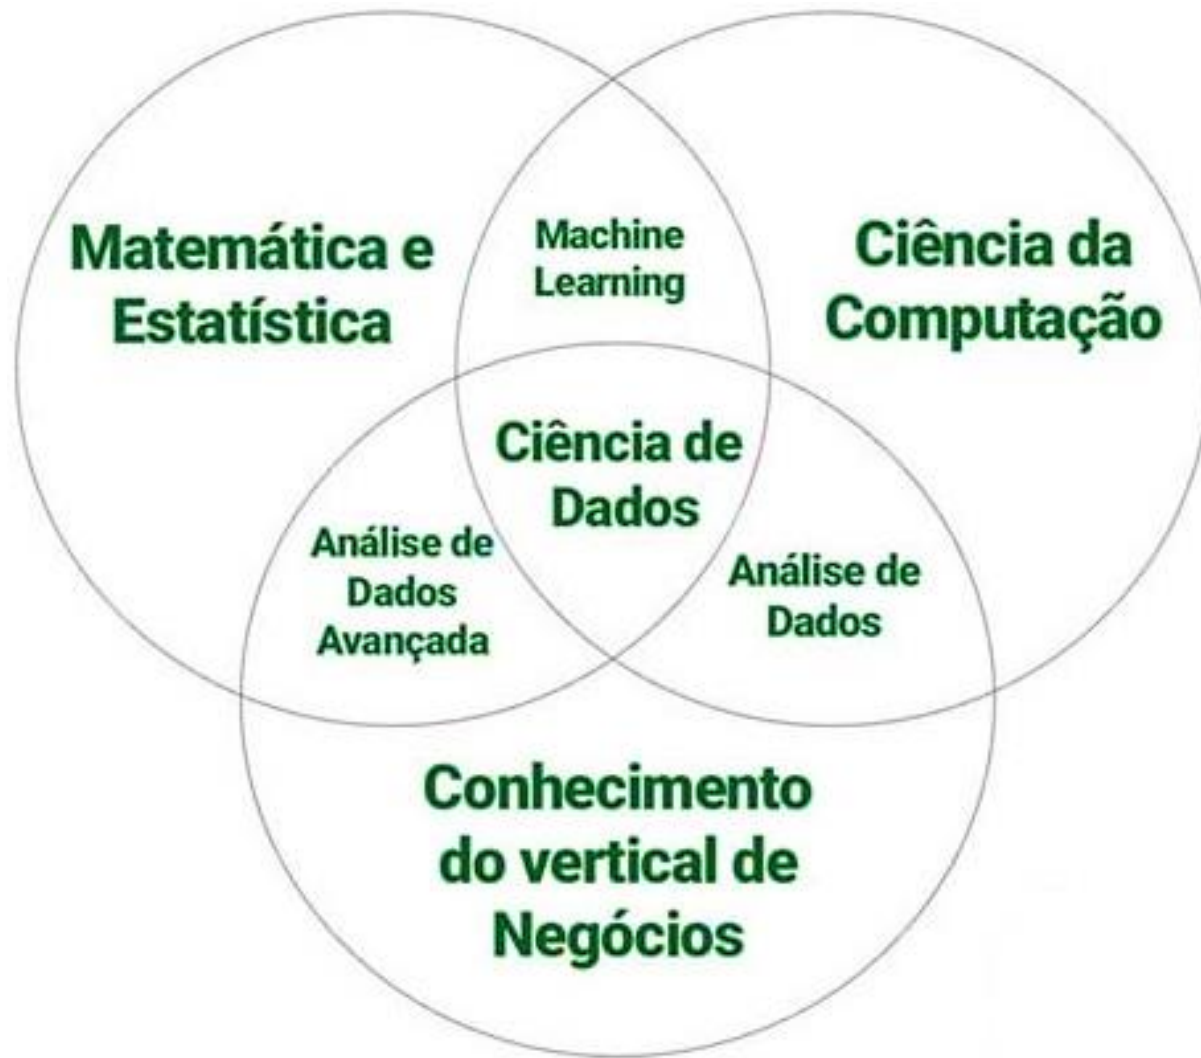 Matemática e
Estatística
Machine
Learning
Ciência da
Computação
Ciência de
Dados
Análise de
Dados
Avançada
Análise de
Dados
Conhecimento
do vertical de
Negócios